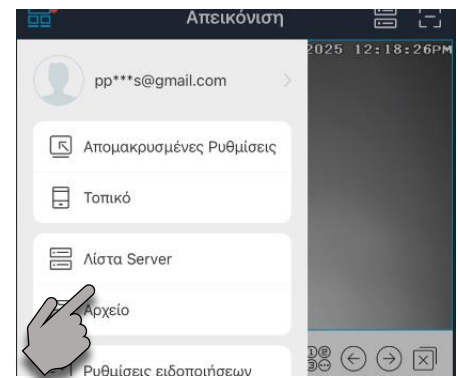 Απεικόνιση
2025 12:18:26PM
pp***s@gmail.com
Απομακρυσμένες Ρυθμίσεις
Τοπικό
Λίστα Server
Αρχείο
Ρυθμίσεις ειδοποιήσεων